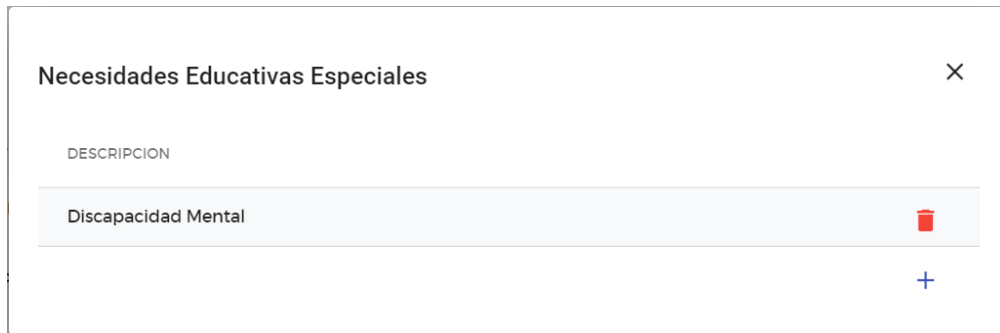 Necesidades Educativas Especiales
DESCRIPCION
Discapacidad Mental